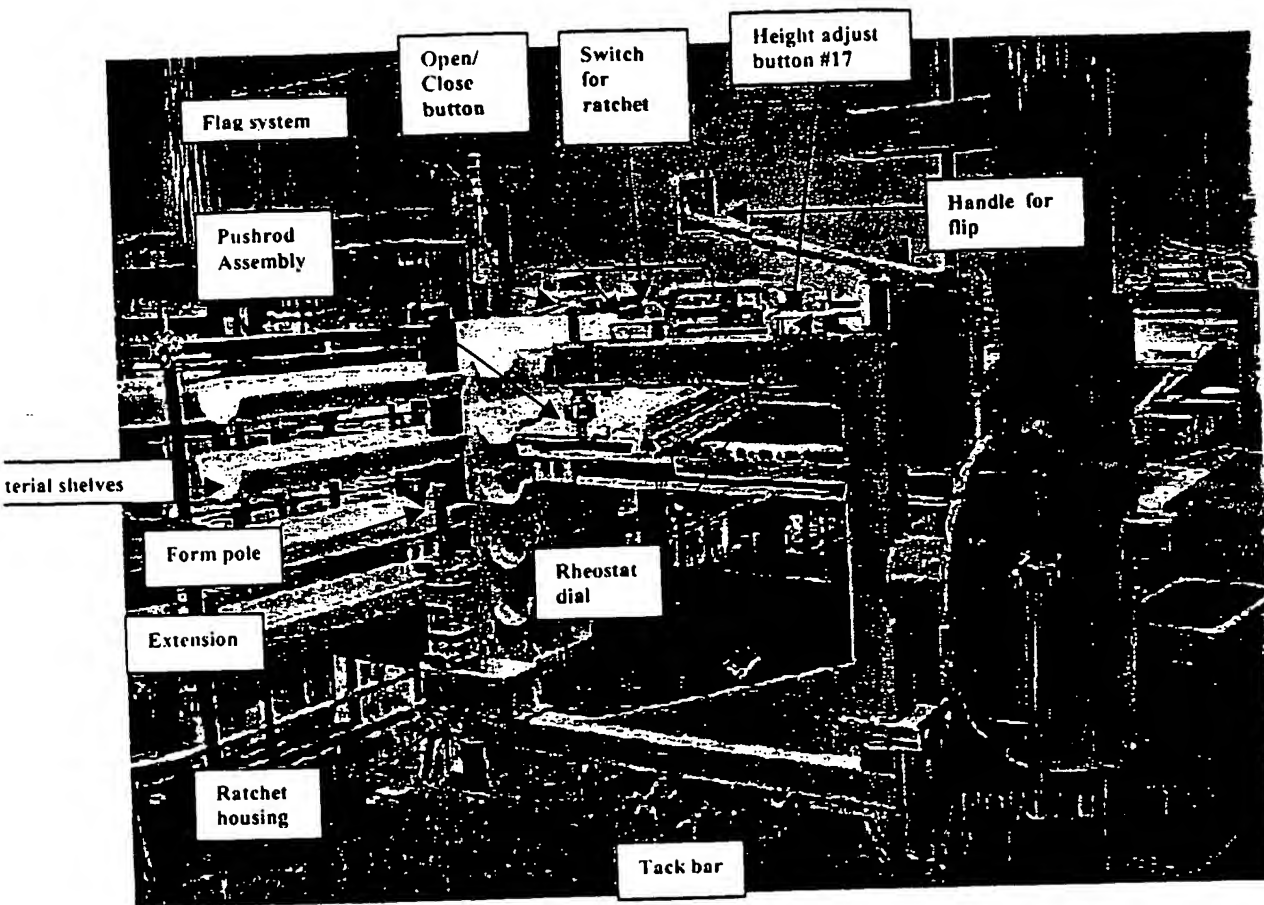 Open/
Close
button
Switch
for
ratchet
Height adjust
button #17
Flag system
Handle for
flip
Pushrod
Assembly
terial shelves
Form pole
Rheostat
dial
Extension
Ratchet
housing
Tack bar